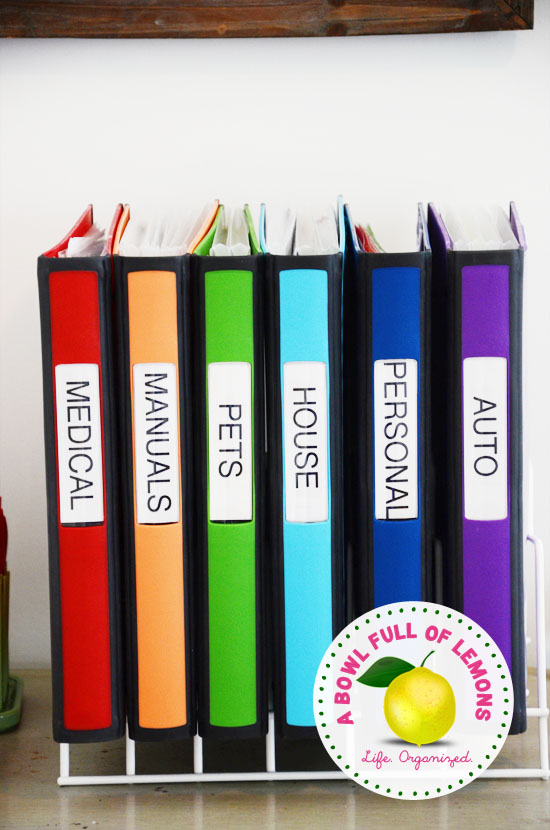 MEDICAL
MANUALS
PETS
HOUSE
PERSONAL
AUTO
A BOWL FULL OF LEMONS
Life. Organized.